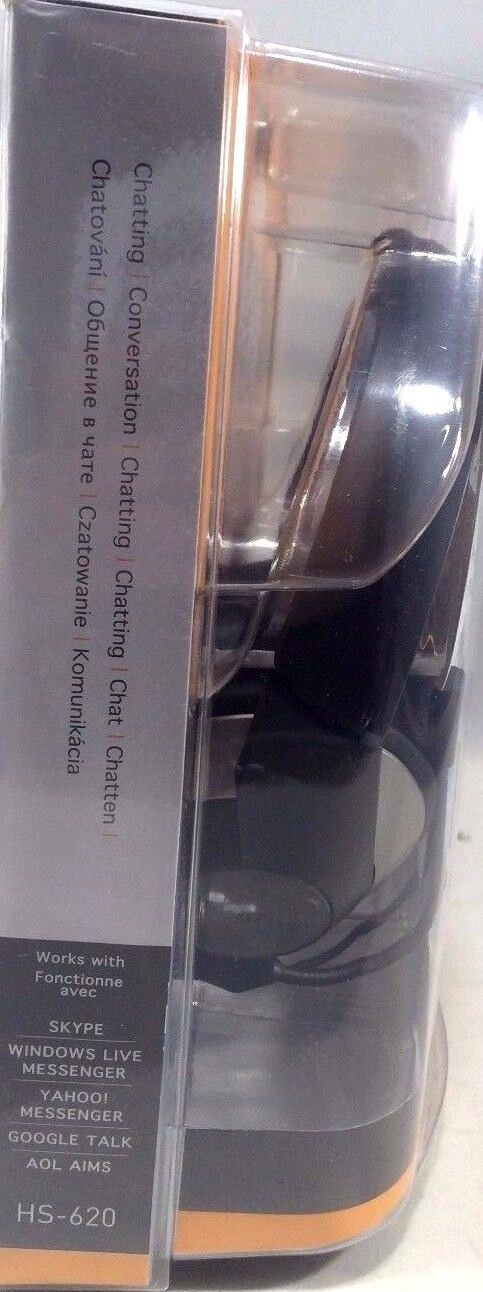 Chatting | Conversation | Chatting | Chatting | Chat | Chatten |
Chatování | Общение в чате | Czatowanie | Komunikácia
Works with
Fonctionne
avec
SKYPE
WINDOWS LIVE
MESSENGER
YAHOO!
MESSENGER
GOOGLE TALK
AOL AIMS
HS-620